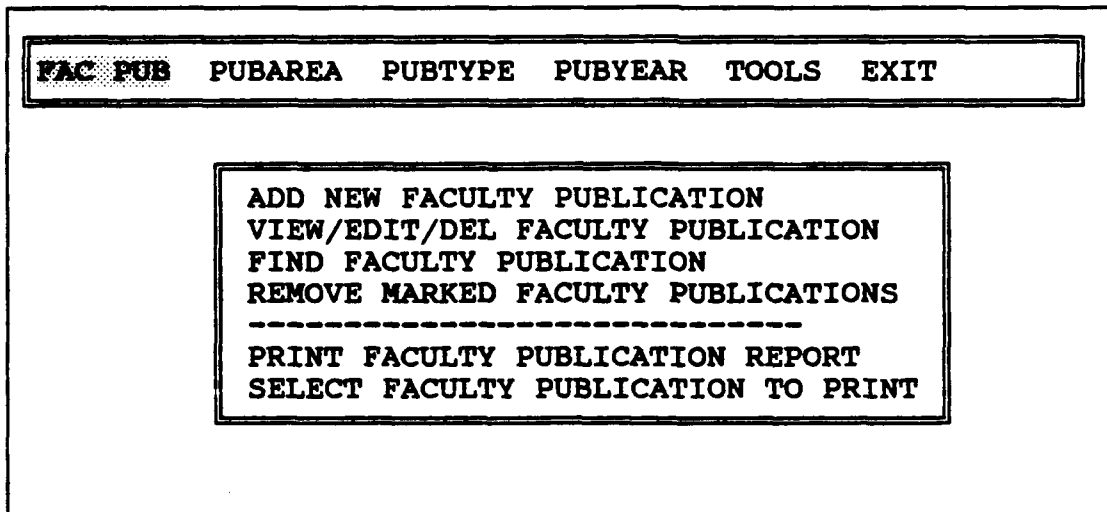 FAC PUB PUBAREA PUBTYPE PUBYEAR TOOLS EXIT
ADD NEW FACULTY PUBLICATION
VIEW/EDIT/DEL FACULTY PUBLICATION
FIND FACULTY PUBLICATION
REMOVE MARKED FACULTY PUBLICATIONS
------------------------------
PRINT FACULTY PUBLICATION REPORT
SELECT FACULTY PUBLICATION TO PRINT